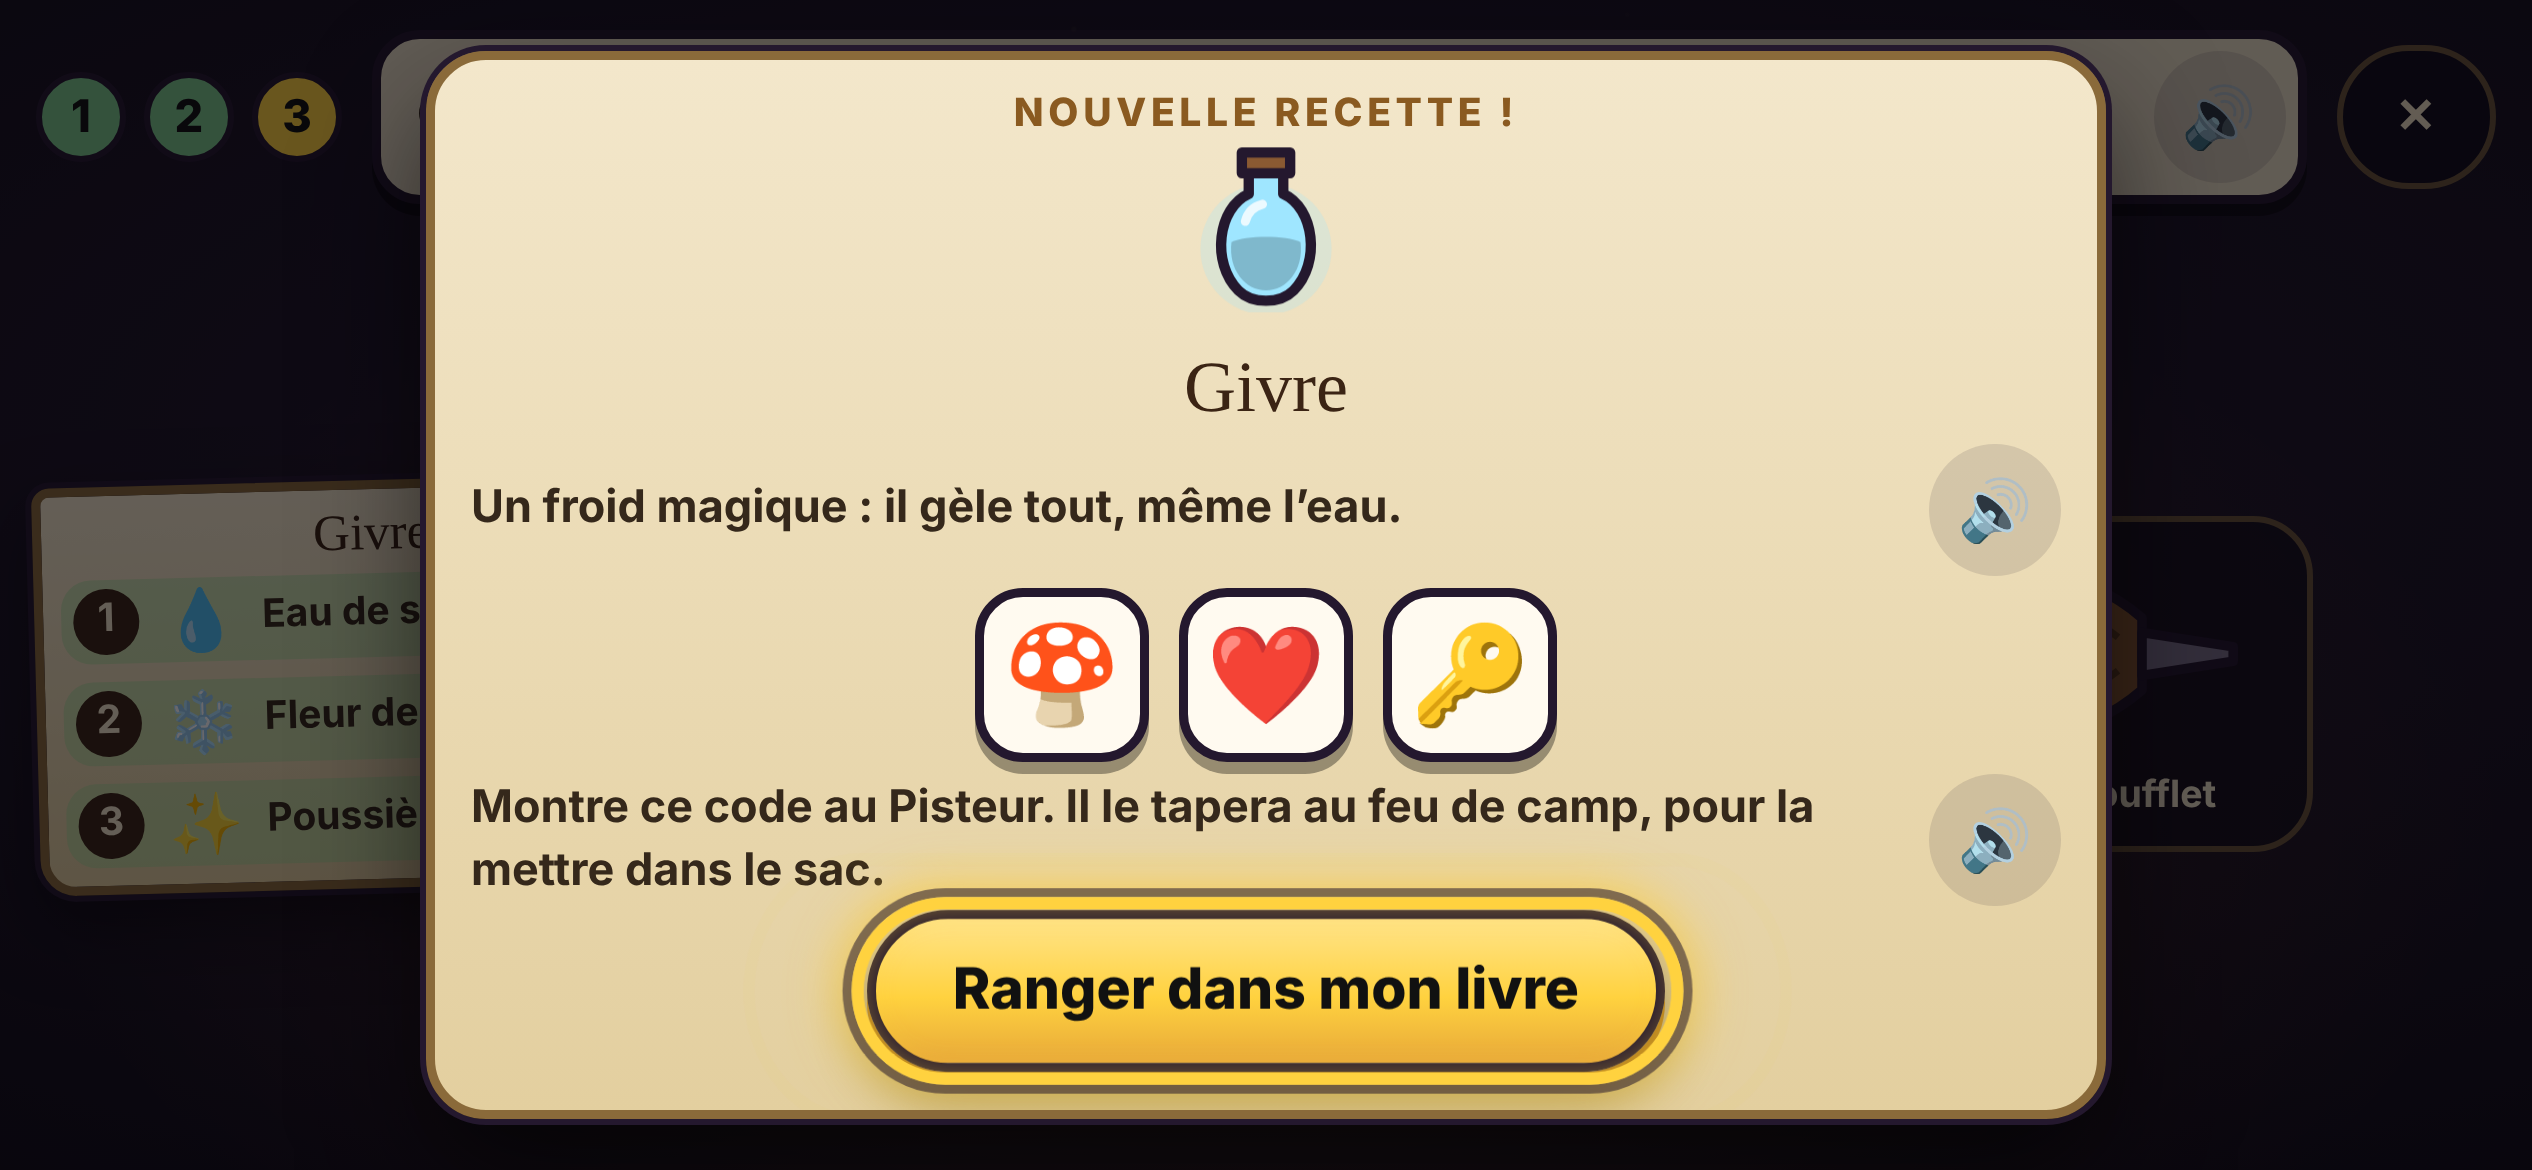 1 2 3
×
NOUVELLE RECETTE !
Givre
Un froid magique : il gèle tout, même l’eau.
Montre ce code au Pisteur. Il le tapera au feu de camp, pour la
mettre dans le sac.
Ranger dans mon livre
Givre
1 Eau de
2 Fleur de
3